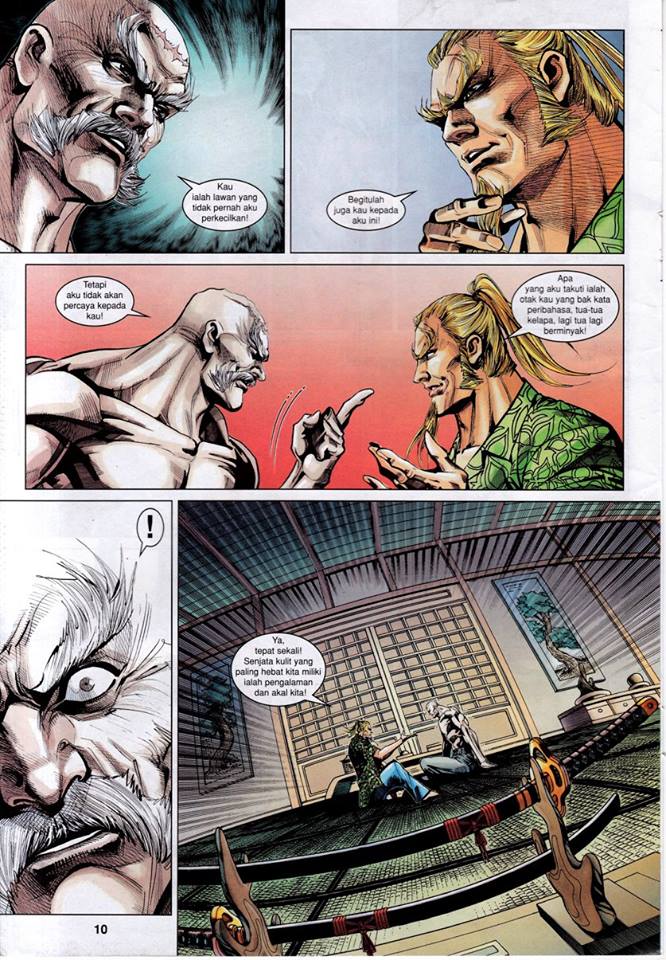 Kau
ialah lawan yang
tidak pernah aku
perkecilkan!
Begitulah
juga kau kepada
aku ini!
Tetapi
aku tidak akan
percaya kepada
kau!
Apa
yang aku takuti ialah
otak kau yang bak kata
peribahasa, tua-tua
kelapa, lagi tua lagi
berminyak!
!
Ya,
tepat sekali!
Senjata kulit yang
paling hebat kita miliki
ialah pengalaman
dan akal kita!
10